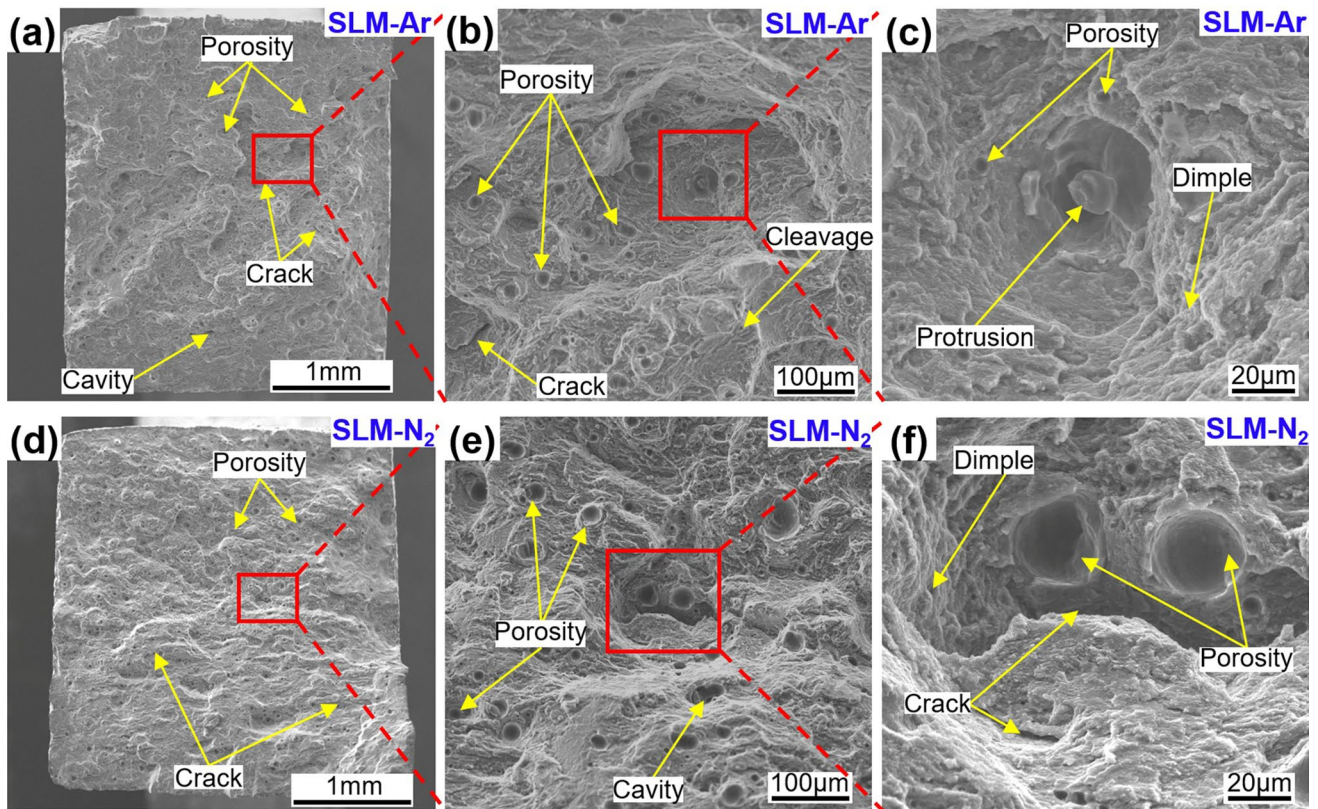 (a)
SLM-Ar
Porosity
Crack
Cavity
1mm
(b)
SLM-Ar
Porosity
Cleavage
Crack
100μm
(c)
SLM-Ar
Porosity
Dimple
Protrusion
20μm
(d)
SLM-N₂
Porosity
Crack
1mm
(e)
SLM-N₂
Porosity
Cavity
100μm
(f)
SLM-N₂
Dimple
Porosity
Crack
20μm